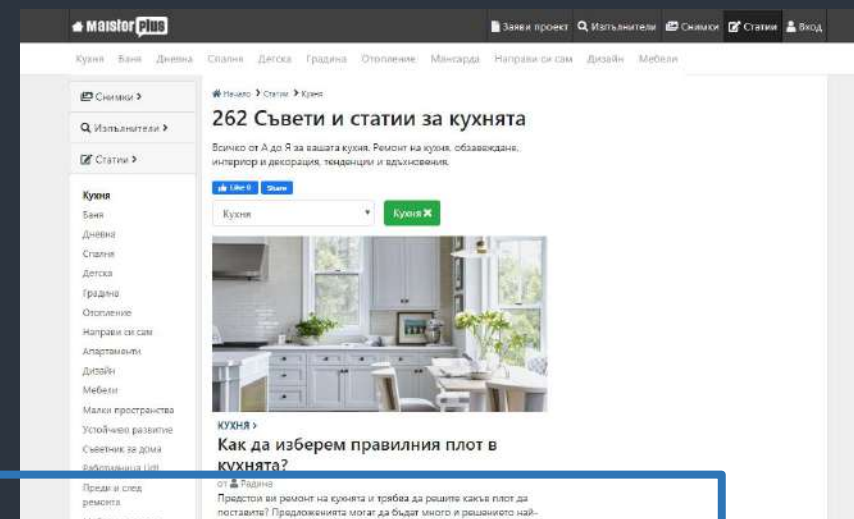 Maistor Plus
Заяви проект Изпълнители Снимки Статии Вход
Кухня Баня Дневна Спалня Детска Градина Отопление Мансарда Направи си сам Дизайн Мебели
Снимки
Изпълнители
Статии
Кухня
Баня
Дневна
Спалня
Детска
Градина
Отопление
Направи си сам
Апартаменти
Дизайн
Мебели
Малки пространства
Устойчиво развитие
Съветник за дома
Работилница Lidl
Преди и след
ремонта
Начало > Статии > Кухня
262 Съвети и статии за кухнята
Всичко от А до Я за вашата кухня. Ремонт на кухня, обзавеждане,
интериор и декорация, тенденции и вдъхновения.
Like 0 Share
Кухня Кухня ✖
КУХНЯ >
Как да изберем правилния плот в
кухнята?
от Радина
Предстои ви ремонт на кухнята и трябва да решите какъв плот да
поставите? Предложенията могат да бъдат много и решението най-